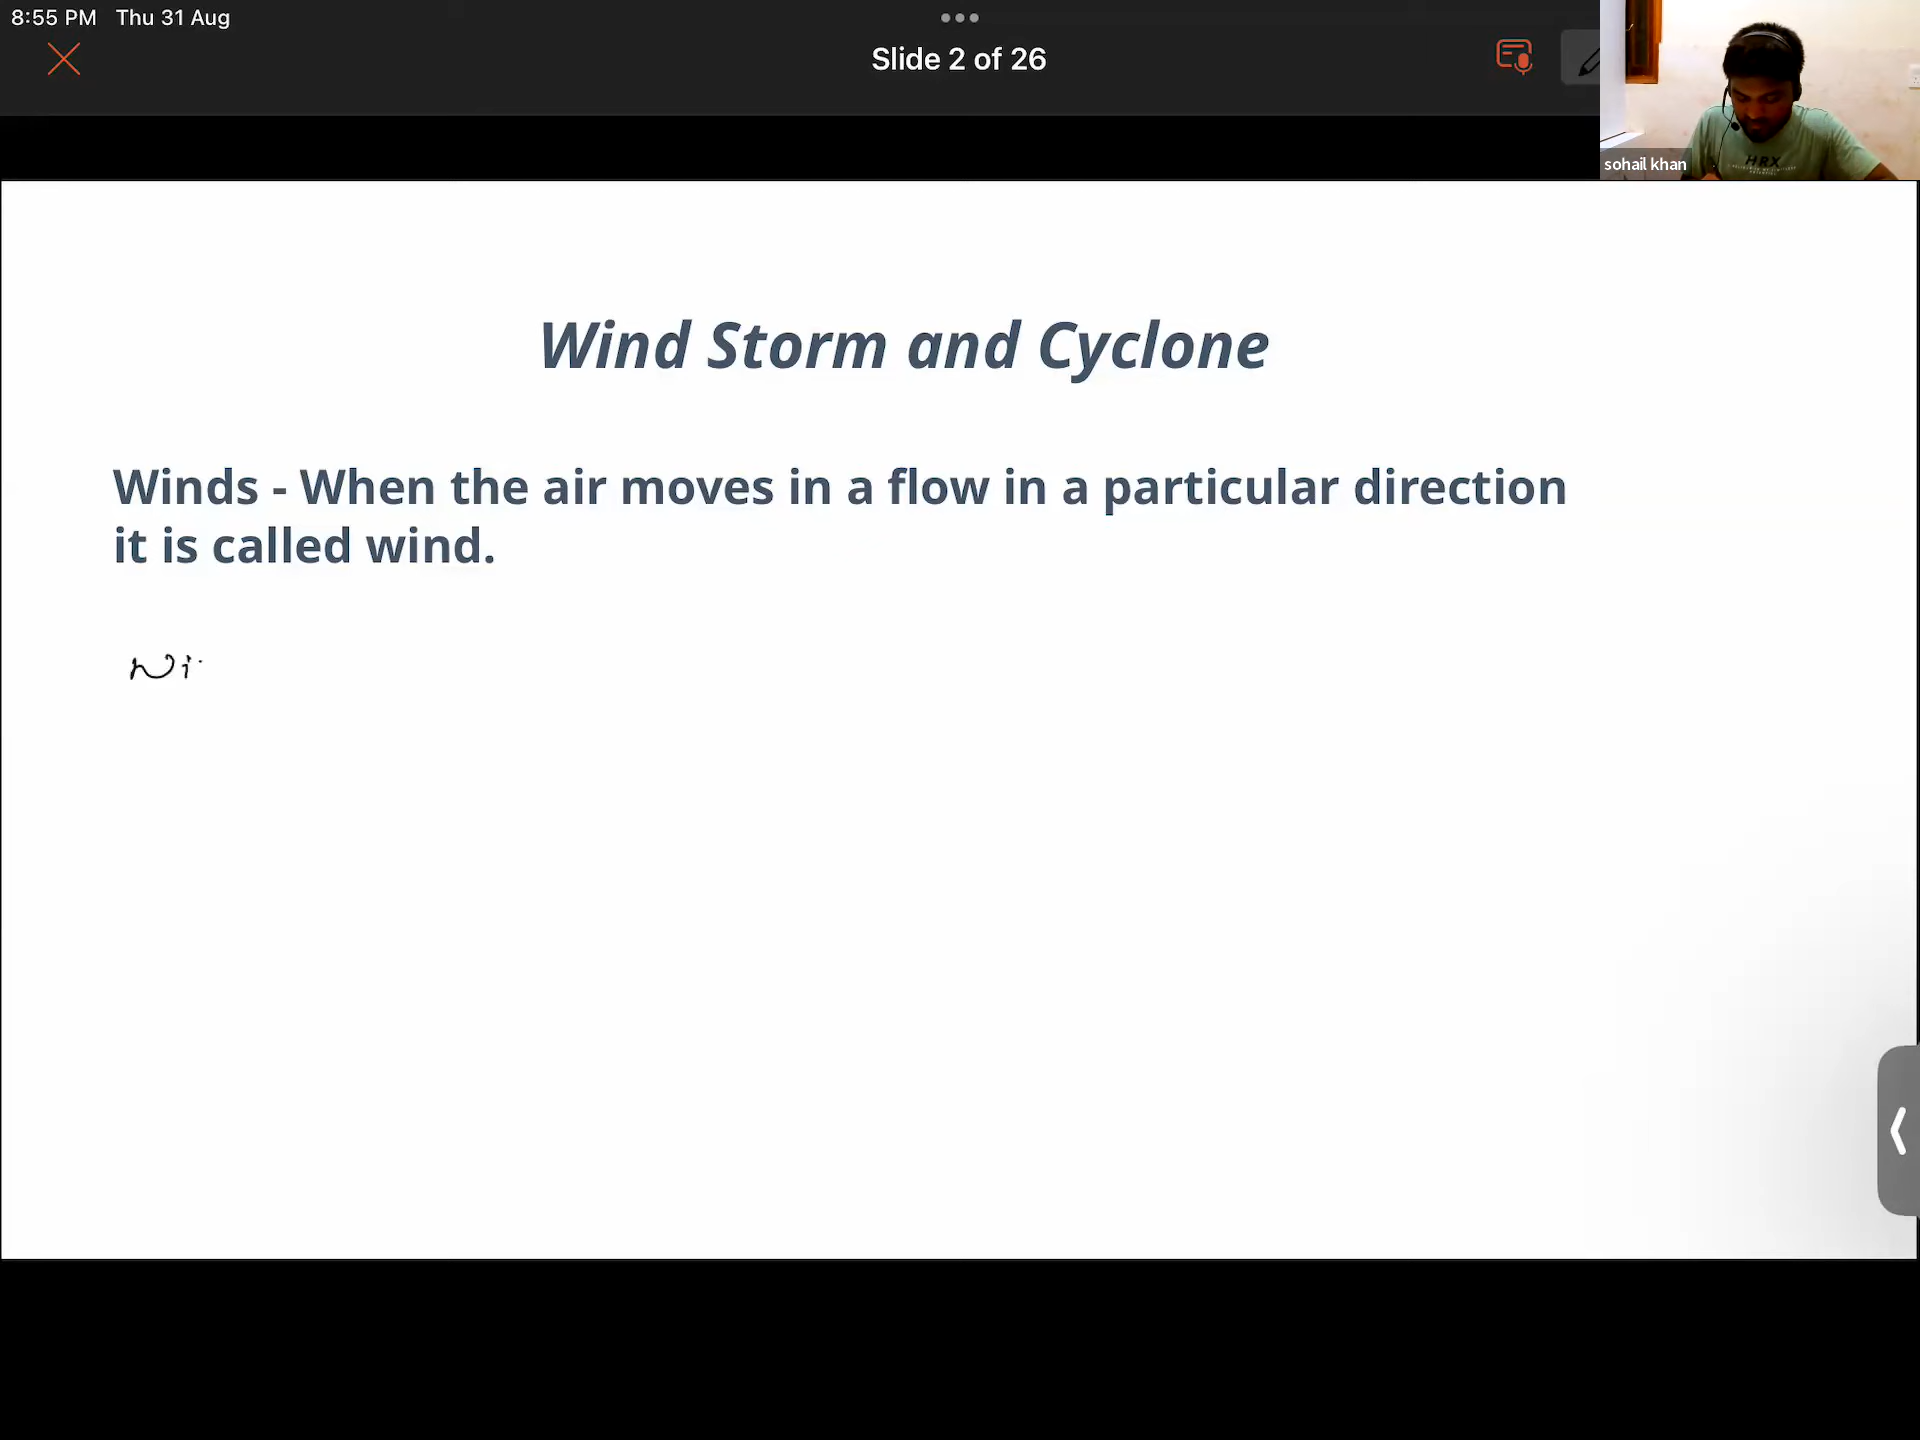 8:55 PM Thu 31 Aug
Slide 2 of 26
HRX
sohail khan
Wind Storm and Cyclone
Winds - When the air moves in a flow in a particular direction
it is called wind.